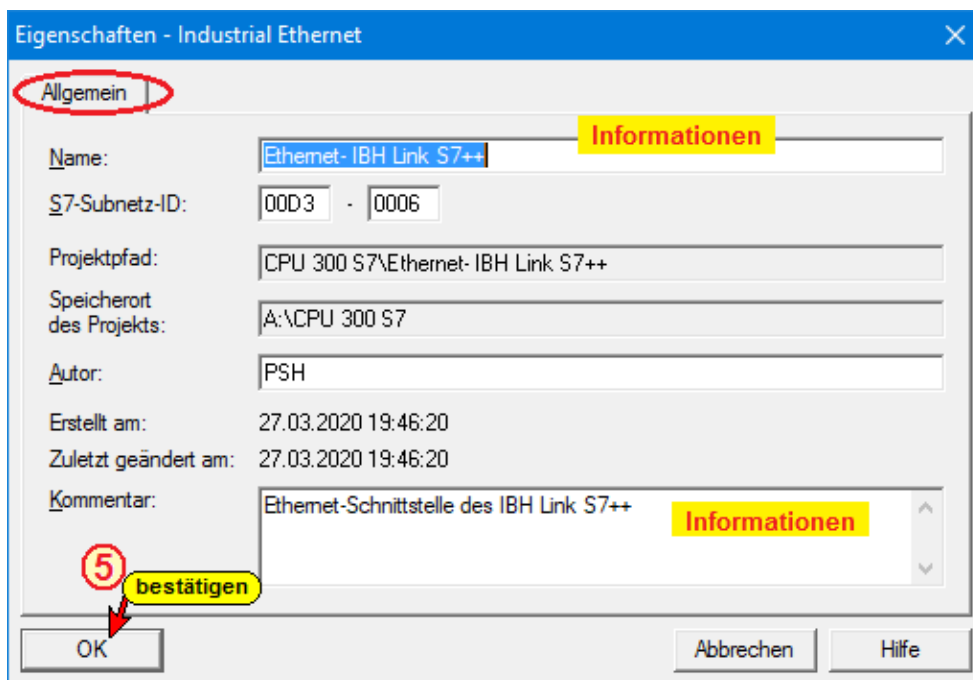 Eigenschaften - Industrial Ethernet
Allgemein
Informationen
Name: Ethernet- IBH Link S7++
S7-Subnetz-ID: 00D3 - 0006
Projektpfad: CPU 300 S7\Ethernet- IBH Link S7++
Speicherort
des Projekts: A:\CPU 300 S7
Autor: PSH
Erstellt am: 27.03.2020 19:46:20
Zuletzt geändert am: 27.03.2020 19:46:20
Kommentar: Ethernet-Schnittstelle des IBH Link S7++
Informationen
5
bestätigen
OK Abbrechen Hilfe